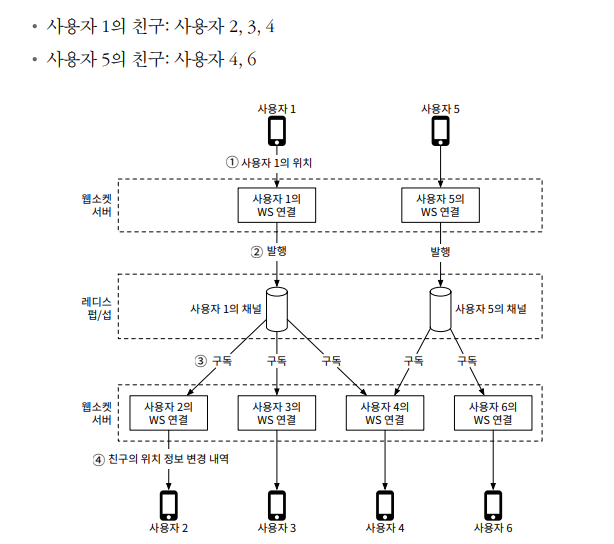 • 사용자 1의 친구: 사용자 2, 3, 4
• 사용자 5의 친구: 사용자 4, 6
사용자 1
사용자 5
① 사용자 1의 위치
웹소켓
서버
사용자 1의
WS 연결
사용자 5의
WS 연결
② 발행
발행
레디스
펍/섭
사용자 1의 채널
사용자 5의 채널
③ 구독
구독
구독
구독
구독
웹소켓
서버
사용자 2의
WS 연결
사용자 3의
WS 연결
사용자 4의
WS 연결
사용자 6의
WS 연결
④ 친구의 위치 정보 변경 내역
사용자 2
사용자 3
사용자 4
사용자 6